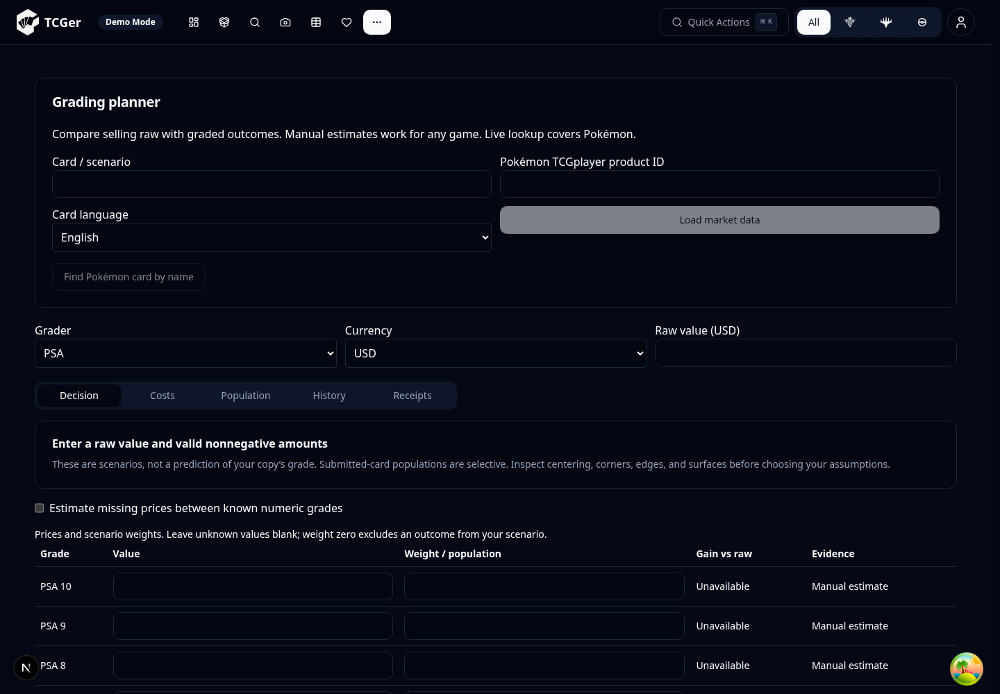 TCGer
Demo Mode
Quick Actions ⌘ K
All
Grading planner
Compare selling raw with graded outcomes. Manual estimates work for any game. Live lookup covers Pokémon.
Card / scenario
Pokémon TCGplayer product ID
Card language
English
Load market data
Find Pokémon card by name
Grader
PSA
Currency
USD
Raw value (USD)
Decision
Costs
Population
History
Receipts
Enter a raw value and valid nonnegative amounts
These are scenarios, not a prediction of your copy’s grade. Submitted-card populations are selective. Inspect centering, corners, edges, and surfaces before choosing your assumptions.
Estimate missing prices between known numeric grades
Prices and scenario weights. Leave unknown values blank; weight zero excludes an outcome from your scenario.
Grade Value Weight / population Gain vs raw Evidence
PSA 10 Unavailable Manual estimate
PSA 9 Unavailable Manual estimate
PSA 8 Unavailable Manual estimate
N